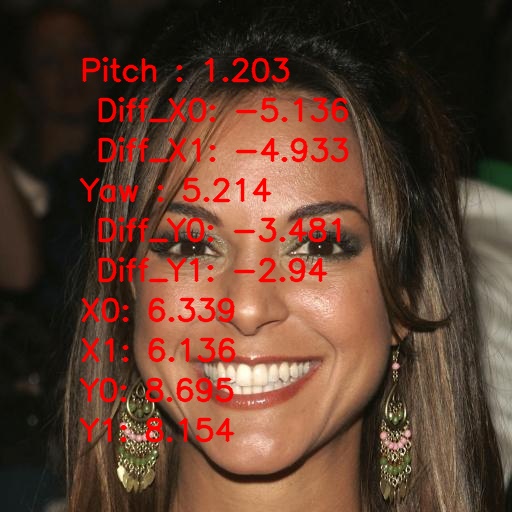 Pitch : 1.203
Diff_X0: -5.136
Diff_X1: -4.933
Yaw : 5.214
Diff_Y0: -3.481
Diff_Y1: -2.94
X0: 6.339
X1: 6.136
Y0: 8.695
Y1: 8.154